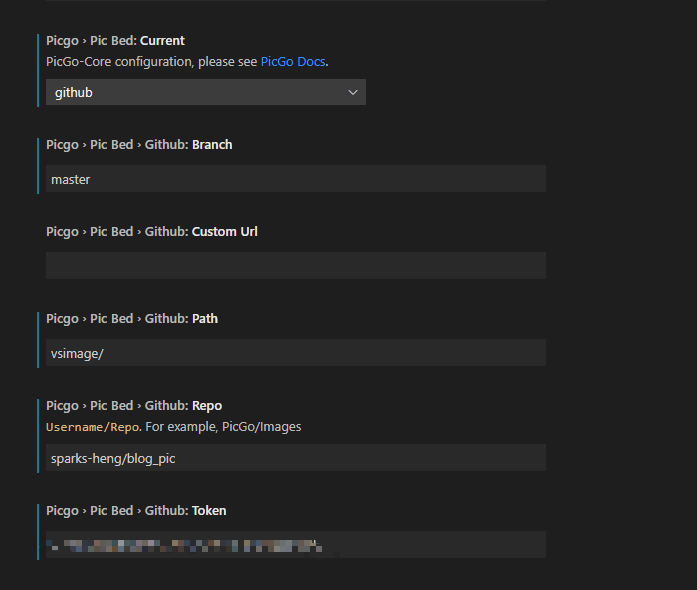 Picgo › Pic Bed: Current
PicGo-Core configuration, please see PicGo Docs.
github
Picgo › Pic Bed › Github: Branch
master
Picgo › Pic Bed › Github: Custom Url
Picgo › Pic Bed › Github: Path
vsimage/
Picgo › Pic Bed › Github: Repo
Username/Repo. For example, PicGo/Images
sparks-heng/blog_pic
Picgo › Pic Bed › Github: Token